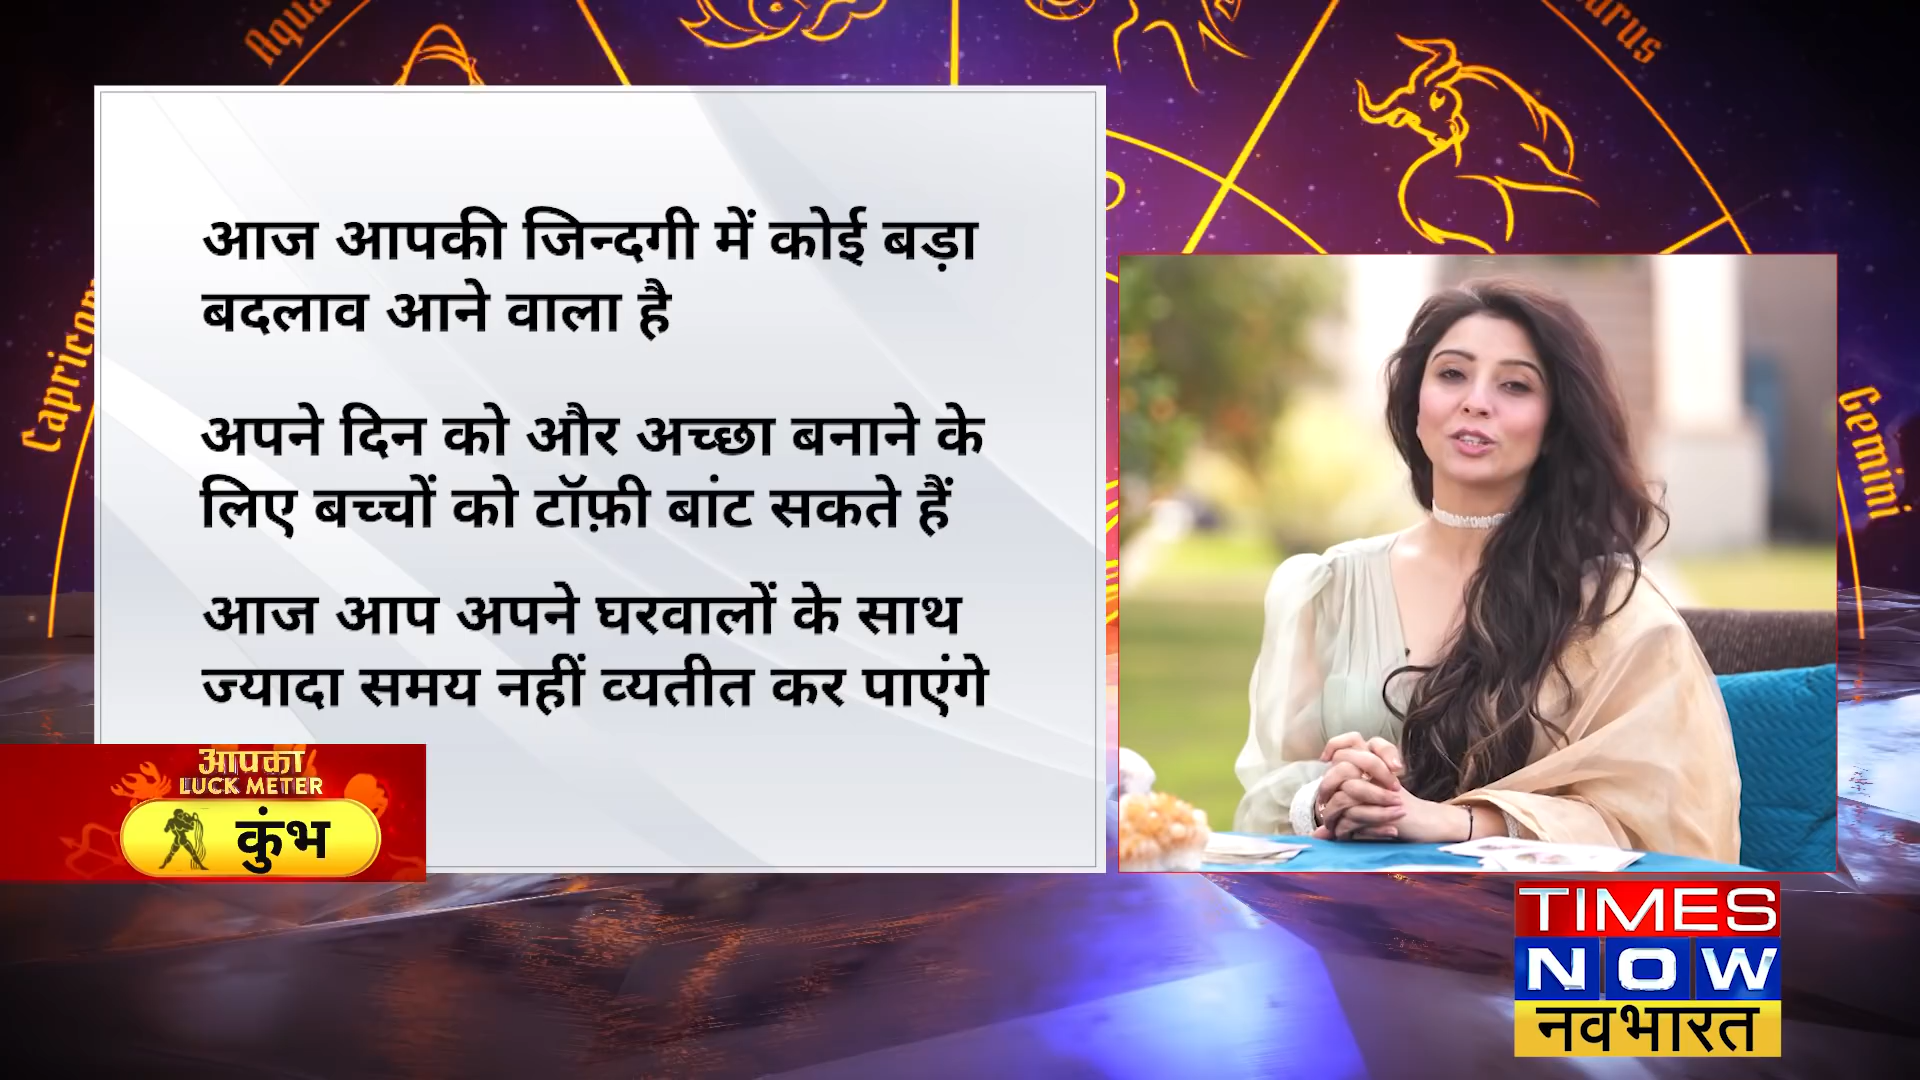 Capricorn
Gemini
आज आपकी जिन्दगी में कोई बड़ा
बदलाव आने वाला है
अपने दिन को और अच्छा बनाने के
लिए बच्चों को टॉफ़ी बांट सकते हैं
आज आप अपने घरवालों के साथ
ज्यादा समय नहीं व्यतीत कर पाएंगे
आपका
LUCK METER
कुंभ
TIMES
NOW
नवभारत